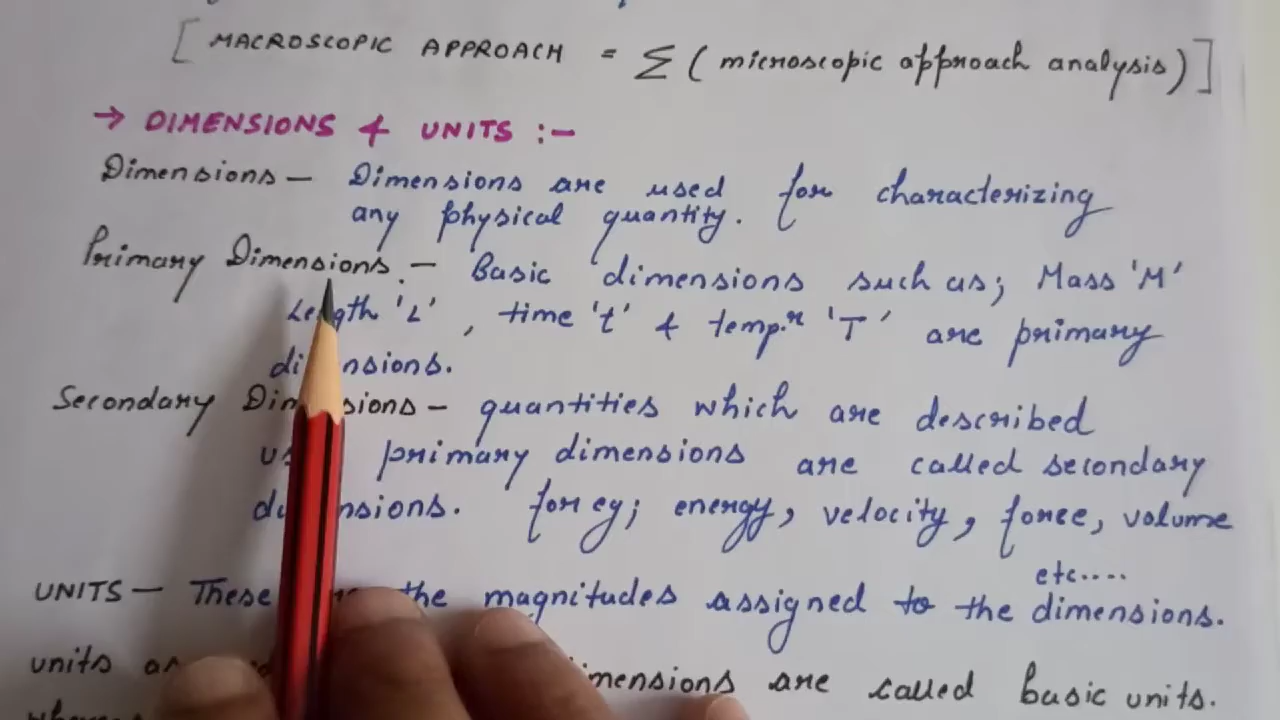 [ MACROSCOPIC APPROACH = Σ ( microscopic approach analysis) ]
→ DIMENSIONS & UNITS :-
Dimensions – Dimensions are used for characterizing
any physical quantity.
Primary Dimensions. – Basic dimensions such as; Mass 'M'
Length 'L', time 't' & temp.r 'T' are primary
dimensions.
Secondary Dimensions – quantities which are described
primary dimensions are called secondary
dimensions. for eg; energy, velocity, force, volume
etc....
UNITS – These the magnitudes assigned to the dimensions.
units are called basic units.